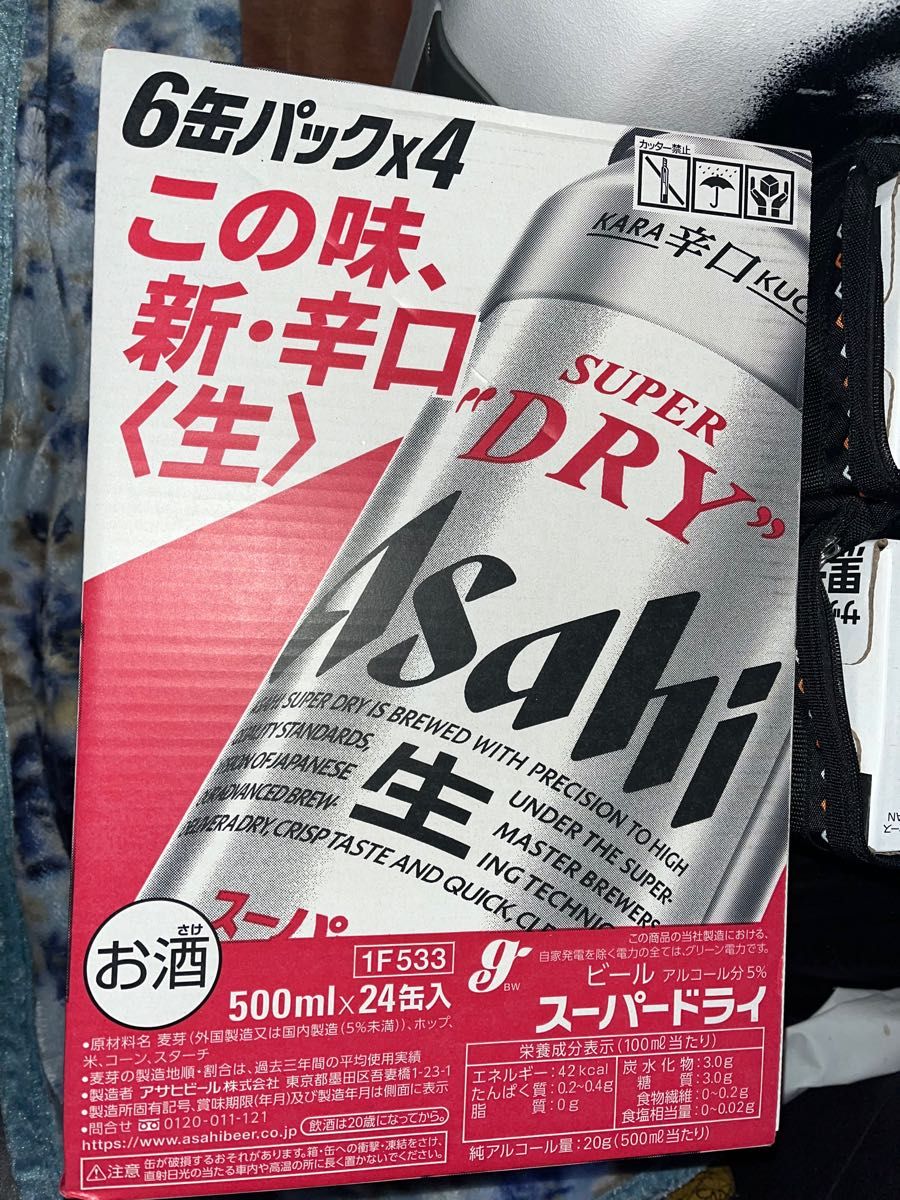 6缶パックx4
この味、
新・辛口
〈生〉
カッター禁止
KARA 辛口 KUC
SUPER
"DRY"
Asahi
SUPER DRY IS BREWED WITH PRECISION TO HIGH
STANDARDS, UNDER THE SUPER-
OF JAPANESE MASTER BREWERS
ADVANCED BREW- ING TECHNIC
DRY, CRISP TASTE AND QUICK, CLE
生
スーパ
お酒
さけ
1F533
500ml×24缶入
g
BW
この商品の当社製造における、
自家発電を除く電力の全ては、グリーン電力です。
ビール アルコール分5%
スーパードライ
•原材料名 麦芽(外国製造又は国内製造(5%未満))、ホップ、
米、コーン、スターチ
•麦芽の製造地順・割合は、過去三年間の平均使用実績
•製造者 アサヒビール株式会社 東京都墨田区吾妻橋1-23-1
•製造所固有記号、賞味期限(年月)及び製造年月は側面に表示
•問合せ 0120-011-121
https://www.asahibeer.co.jp 飲酒は20歳になってから。
⚠注意 缶が破損するおそれがあります。箱・缶への衝撃・凍結をさけ、
直射日光の当たる車内や高温の所に長く置かないでください。
栄養成分表示(100ml当たり)
エネルギー:42kcal
たんぱく質:0.2~0.4g
脂質:0g
炭水化物:3.0g
糖質:3.0g
食物繊維:0~0.2g
食塩相当量:0~0.02g
純アルコール量:20g(500ml当たり)
サッ
黒